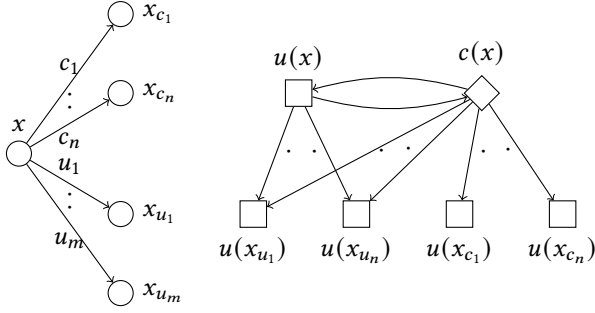 x_{c_1}
c_1
x_{c_n}
c_n
x
u_1
x_{u_1}
u_m
x_{u_m}
u(x)
c(x)
u(x_{u_1})
u(x_{u_n})
u(x_{c_1})
u(x_{c_n})